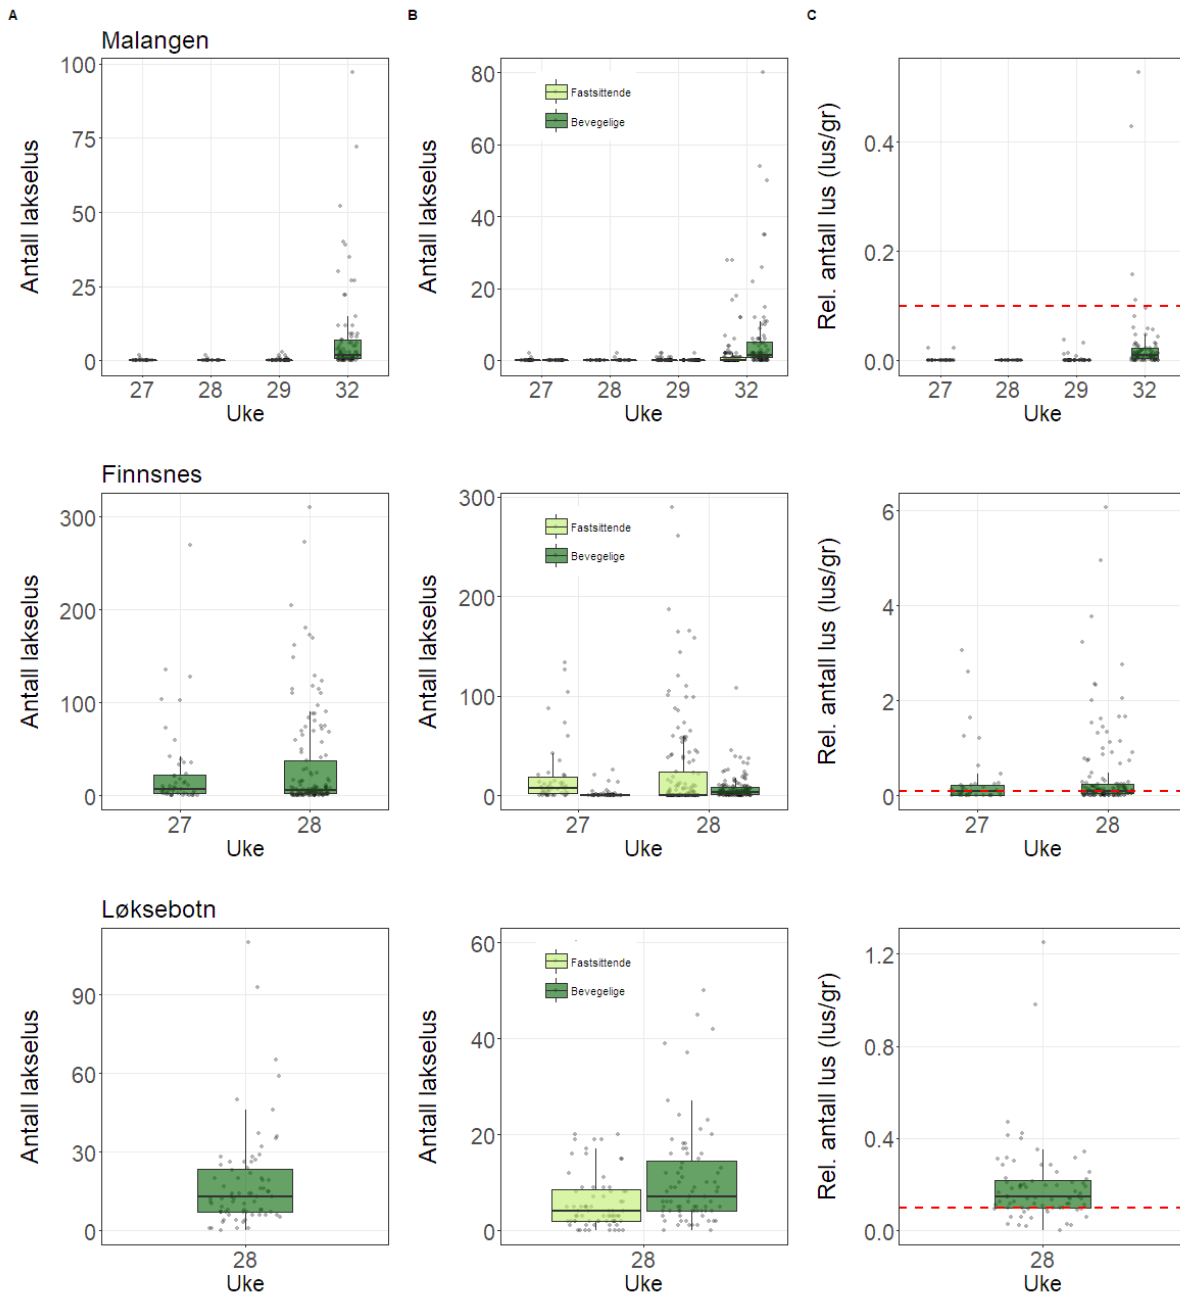 A
B
C
Malangen
Antall lakselus
100
75
50
25
0
27 28 29 32
Uke
Antall lakselus
80
60
40
20
0
Fastsittende
Bevegelige
27 28 29 32
Uke
Rel. antall lus (lus/gr)
0.4
0.2
0.0
27 28 29 32
Uke
Finnsnes
Antall lakselus
300
200
100
0
27 28
Uke
Antall lakselus
300
200
100
0
Fastsittende
Bevegelige
27 28
Uke
Rel. antall lus (lus/gr)
6
4
2
0
27 28
Uke
Løksebotn
Antall lakselus
90
60
30
0
28
Uke
Antall lakselus
60
40
20
0
Fastsittende
Bevegelige
28
Uke
Rel. antall lus (lus/gr)
1.2
0.8
0.4
0.0
28
Uke